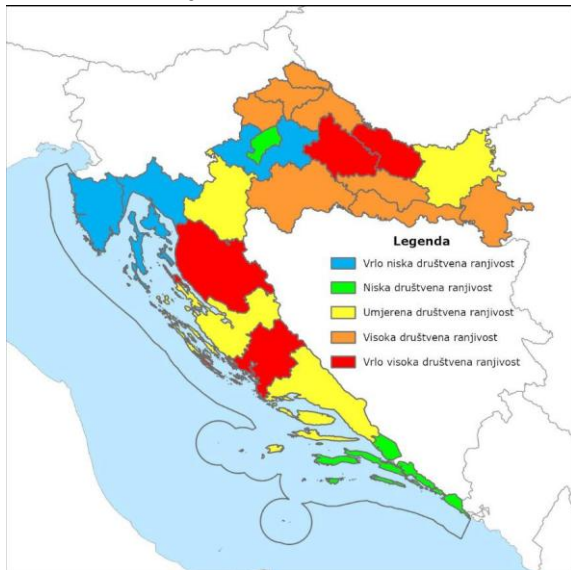 Legenda
Vrlo niska društvena ranjivost
Niska društvena ranjivost
Umjerena društvena ranjivost
Visoka društvena ranjivost
Vrlo visoka društvena ranjivost